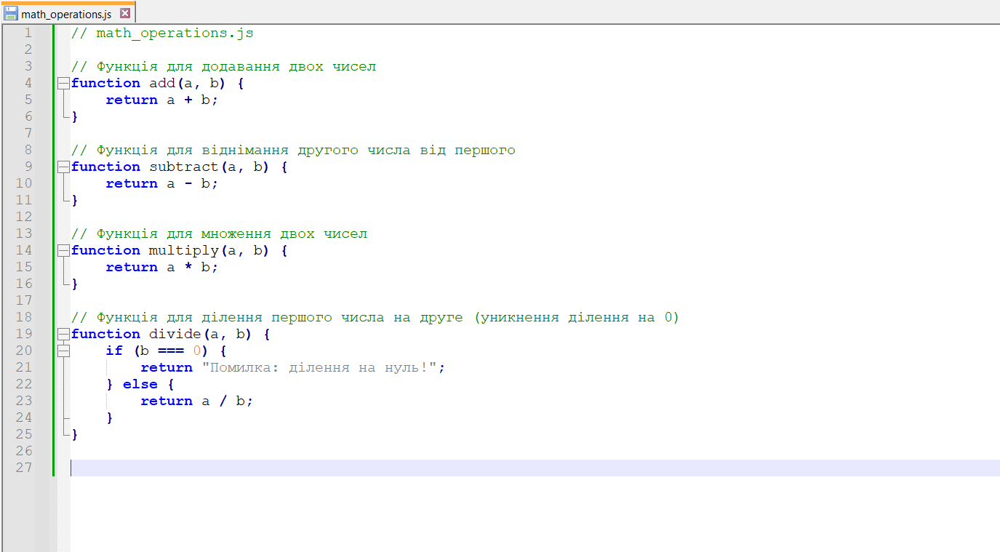 math_operations.js
1 // math_operations.js
2
3 // Функція для додавання двох чисел
4 function add(a, b) {
5     return a + b;
6 }
7
8 // Функція для віднімання другого числа від першого
9 function subtract(a, b) {
10     return a - b;
11 }
12
13 // Функція для множення двох чисел
14 function multiply(a, b) {
15     return a * b;
16 }
17
18 // Функція для ділення першого числа на друге (уникнення ділення на 0)
19 function divide(a, b) {
20     if (b === 0) {
21         return "Помилка: ділення на нуль!";
22     } else {
23         return a / b;
24     }
25 }
26
27